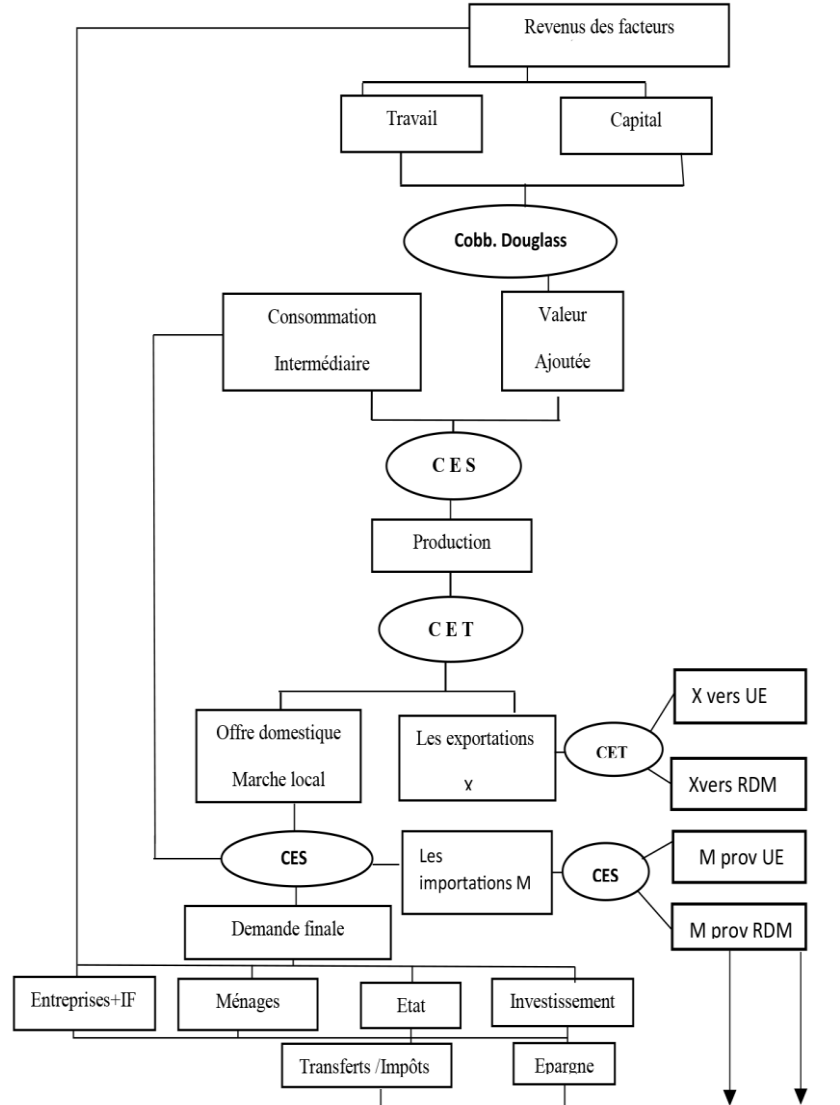 Revenus des facteurs
Travail
Capital
Cobb. Douglass
Consommation
Intermédiaire
Valeur
Ajoutée
C E S
Production
C E T
Offre domestique
Marche local
Les exportations
X
CET
X vers UE
Xvers RDM
CES
Les
importations M
CES
M prov UE
M prov RDM
Demande finale
Entreprises+IF
Ménages
Etat
Investissement
Transferts /Impôts
Epargne